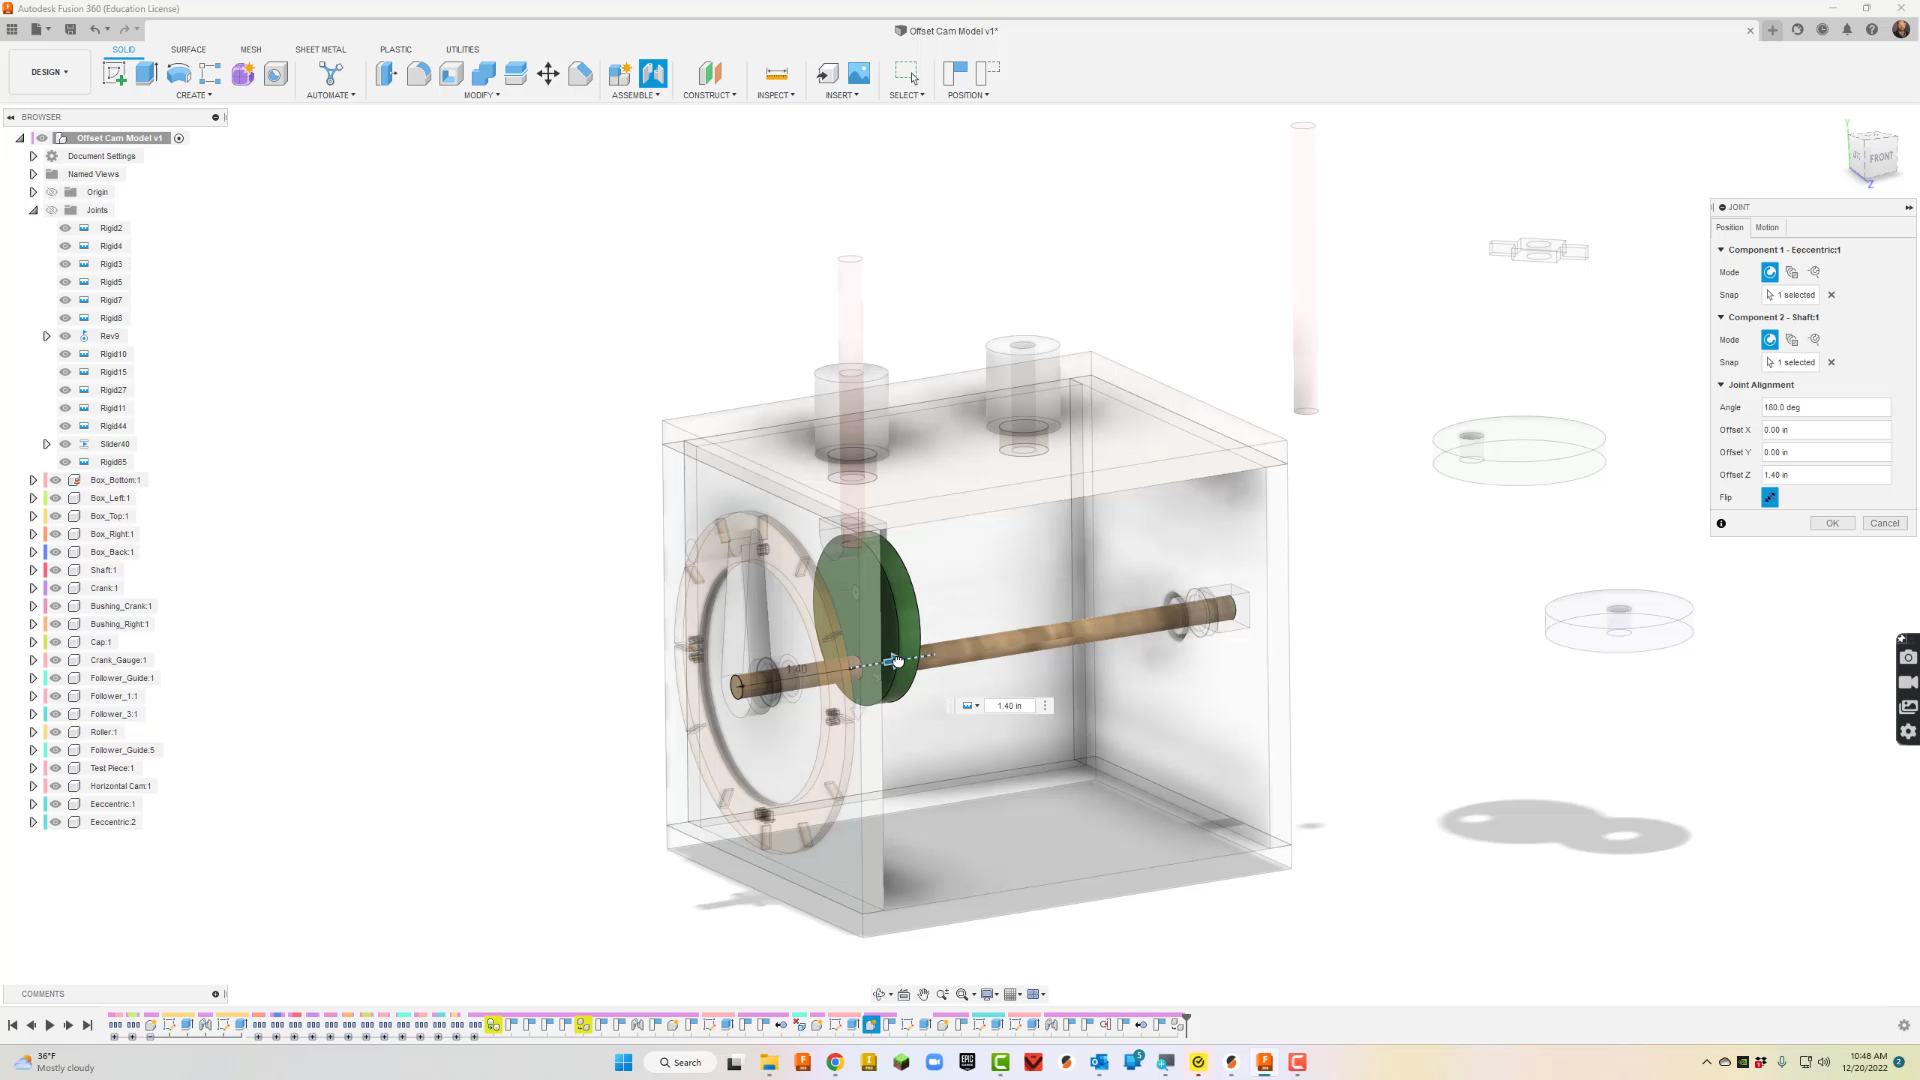 Autodesk Fusion 360 (Education License)
Offset Cam Model v1*
DESIGN
SOLID
SURFACE
MESH
SHEET METAL
PLASTIC
UTILITIES
CREATE
AUTOMATE
MODIFY
ASSEMBLE
CONSTRUCT
INSPECT
INSERT
SELECT
POSITION
BROWSER
Offset Cam Model v1
Document Settings
Named Views
Origin
Joints
Rigid2
Rigid4
Rigid3
Rigid5
Rigid7
Rigid8
Rev9
Rigid10
Rigid15
Rigid27
Rigid11
Rigid44
Slider40
Rigid65
Box_Bottom:1
Box_Left:1
Box_Top:1
Box_Right:1
Box_Back:1
Shaft:1
Crank:1
Bushing_Crank:1
Bushing_Right:1
Cap:1
Crank_Gauge:1
Follower_Guide:1
Follower_1:1
Follower_3:1
Roller:1
Follower_Guide:5
Test Piece:1
Horizontal Cam:1
Eeccentric:1
Eeccentric:2
Y
FRONT
Z
1.40
1.40 in
JOINT
Position
Motion
Component 1 - Eeccentric:1
Mode
Snap
1 selected
Component 2 - Shaft:1
Mode
Snap
1 selected
Joint Alignment
Angle
180.0 deg
Offset X
0.00 in
Offset Y
0.00 in
Offset Z
1.40 in
Flip
OK
Cancel
COMMENTS
36°F
Mostly cloudy
Search
10:48 AM
12/20/2022